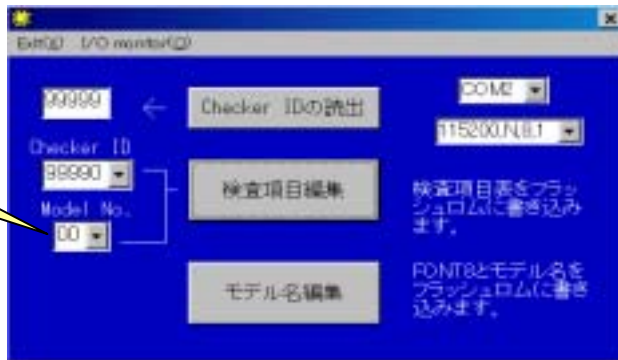 Exit(X) I/O monitor(O)
99999
←
Checker IDの読出
COM2
115200,N,8,1
Checker ID
99990
検査項目編集
検査項目表をフラッ
シュロムに書き込み
ます。
Model No.
00
モデル名編集
FONT8とモデル名を
フラッシュロムに書き
込みます。